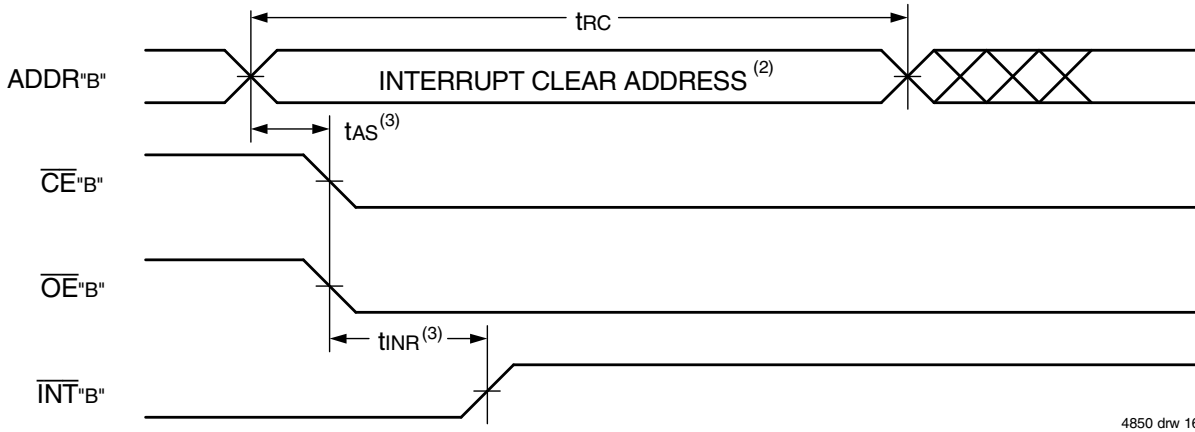 tRC
ADDR"B"
INTERRUPT CLEAR ADDRESS (2)
tAS(3)
CE"B"
OE"B"
tINR(3)
INT"B"
4850 drw 16